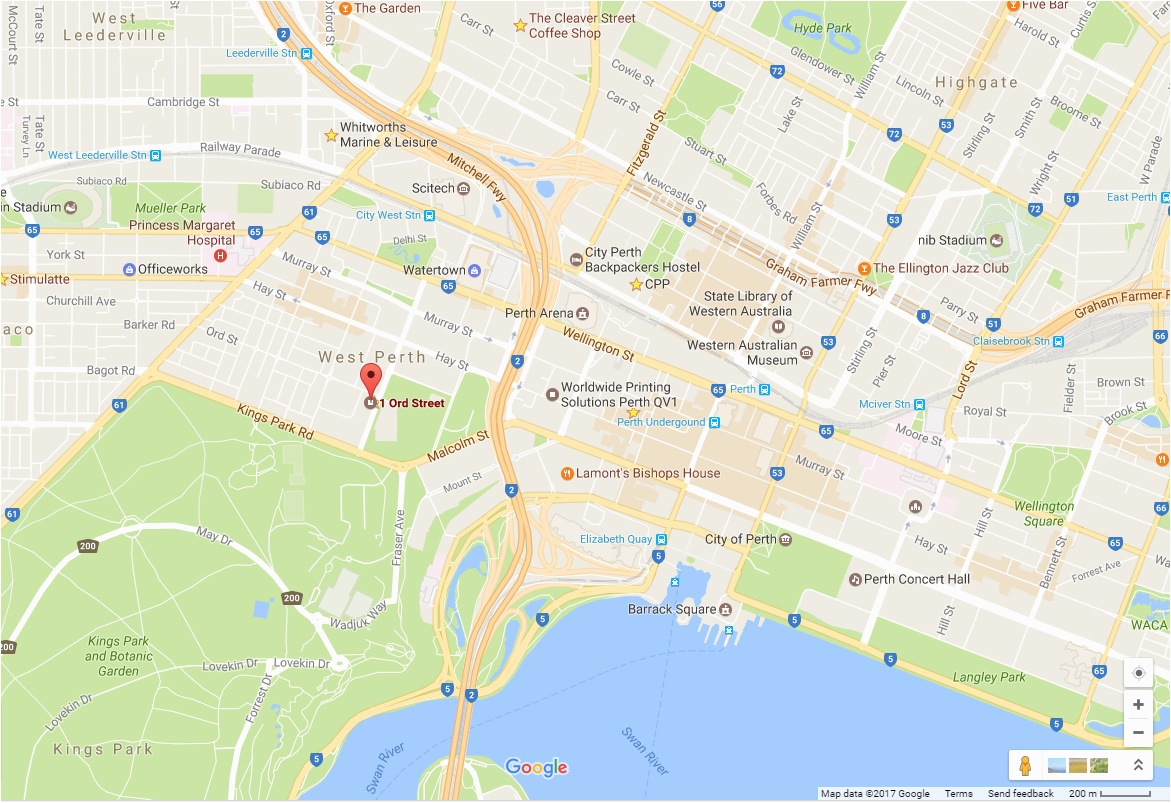 McCourt St
Tate St
West
Leederville
Oxford St
The Garden
2
Leederville Stn
Carr St
The Cleaver Street
Coffee Shop
56
Hyde Park
Five Bar
Harold St
Curtis St
Glendower St
William St
Highgate
72
Cowle St
Carr St
Lincoln St
Lake St
Broome St
Smith St
Stirling St
53
72
e St
Cambridge St
Turvey Ln
Tate St
Whitworths
Marine & Leisure
Fitzgerald St
Stuart St
West Leederville Stn
Railway Parade
Mitchell Fwy
Wright St
W Parade
Subiaco Rd
Subiaco Rd
Scitech
Newcastle St
Forbes Rd
William St
72
51
East Perth
e
in Stadium
Mueller Park
61
City West Stn
8
53
Princess Margaret
Hospital
65
65
65
Delhi St
nib Stadium
York St
Officeworks
Murray St
Watertown
City Perth
Backpackers Hostel
Graham Farmer Fwy
The Ellington Jazz Club
Stimulatte
65
CPP
Churchill Ave
Hay St
State Library of
Western Australia
Graham Farmer F
Parry St
Barker Rd
Ord St
Murray St
Perth Arena
8
51
aco
Wellington St
Stirling St
66
Claisebrook Stn
West Perth
Hay St
2
Western Australian
Museum
53
Pier St
Bagot Rd
Lord St
Fielder St
Brown St
1 Ord Street
Worldwide Printing
Solutions Perth QV1
65
Perth
61
Kings Park Rd
Perth Undergound
Mciver Stn
Royal St
Brook St
65
Moore St
Malcolm St
Murray St
Mount St
Lamont's Bishops House
53
2
66
61
Fraser Ave
Wellington
Square
Hill St
May Dr
200
Elizabeth Quay
City of Perth
Hay St
65
Bennett St
5
Forrest Ave
Wa
Perth Concert Hall
200
Wadjuk Way
Barrack Square
5
5
Hill St
WACA
Kings Park
and Botanic
Garden
200
Lovekin Dr
Lovekin Dr
5
65
Langley Park
Lovekin Dr
Forrest Dr
5
2
5
Kings Park
5
Swan River
Swan River
Google
Map data ©2017 Google
Terms
Send feedback
200 m